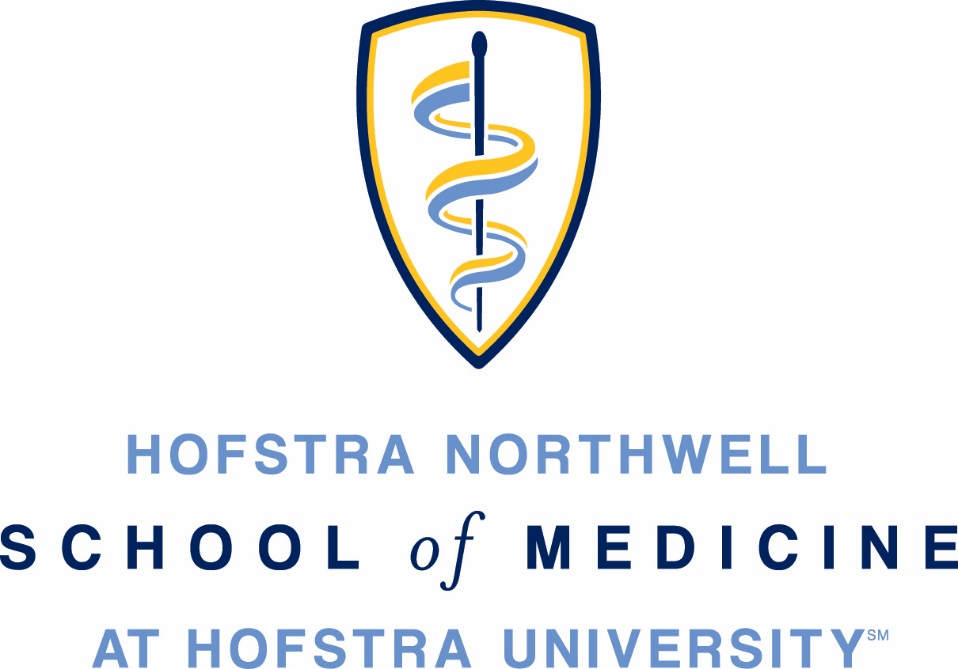 HOFSTRA NORTHWELL
SCHOOL of MEDICINE
AT HOFSTRA UNIVERSITY℠